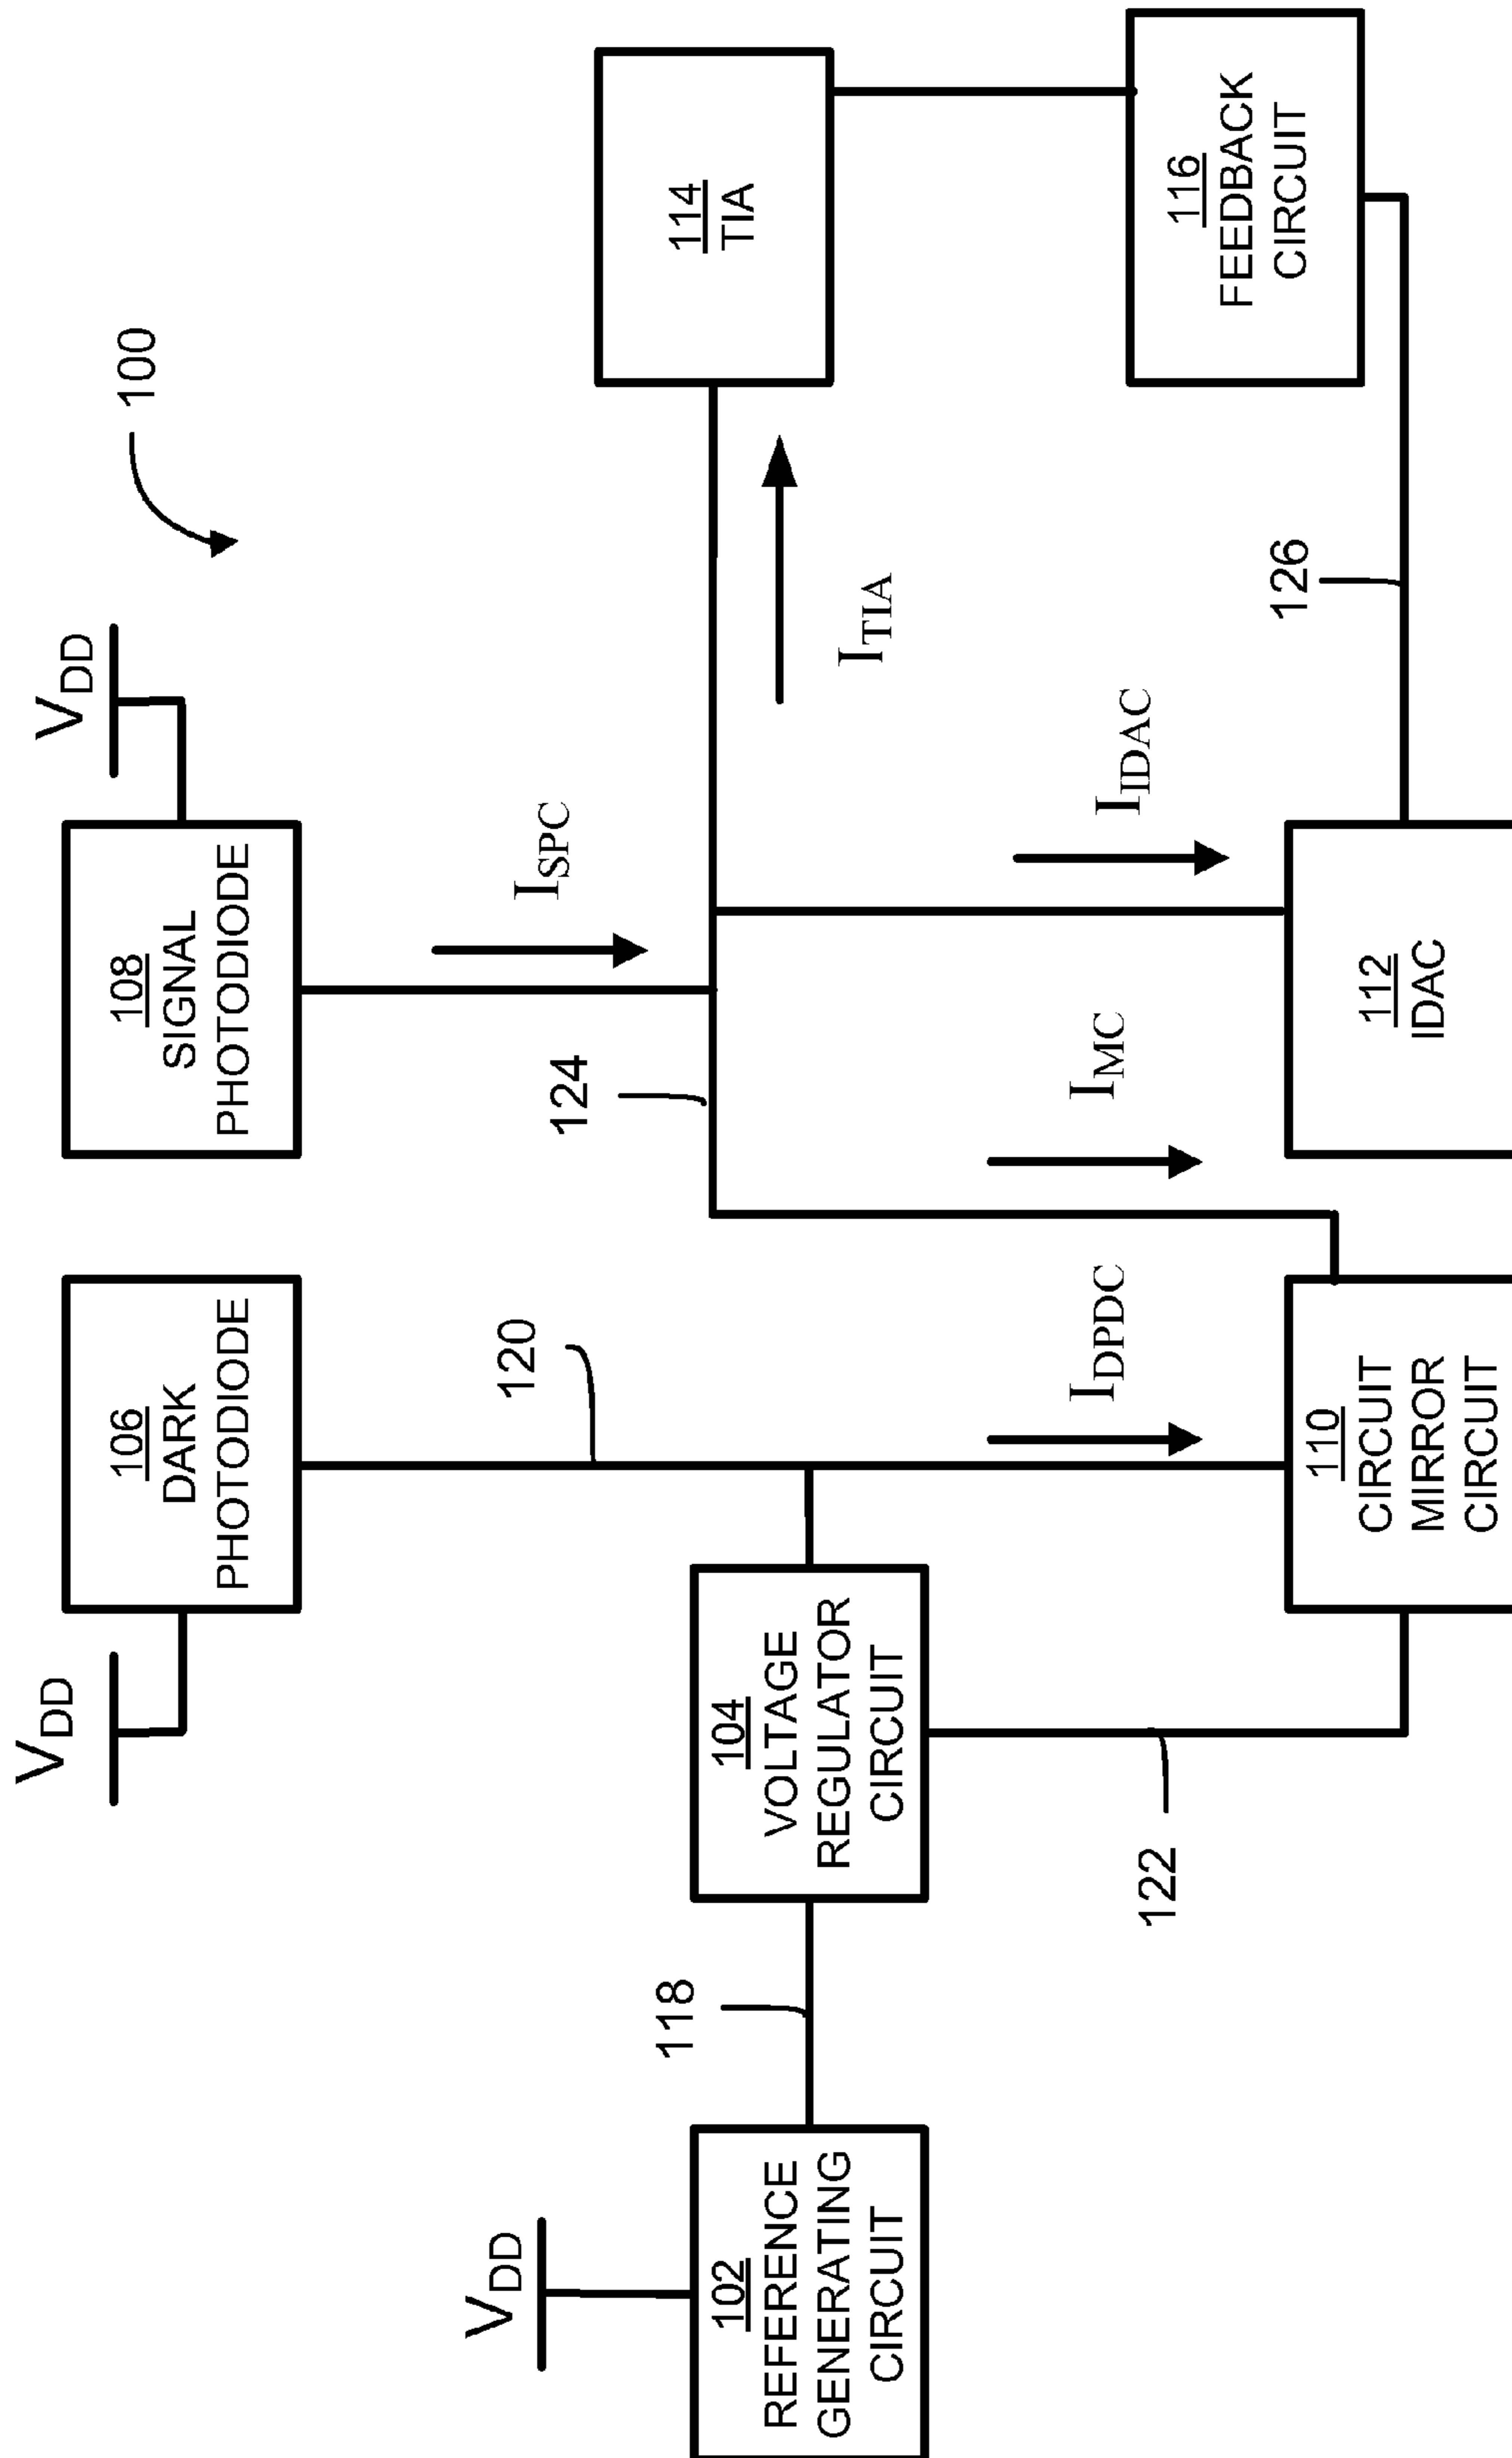 V_DD
V_DD
100
106
DARK
PHOTODIODE
108
SIGNAL
PHOTODIODE
V_DD
120
124
I_SPC
118
102
REFERENCE
GENERATING
CIRCUIT
104
VOLTAGE
REGULATOR
CIRCUIT
114
TIA
I_TIA
122
I_DPDC
I_MC
I_IDAC
116
FEEDBACK
CIRCUIT
126
110
CIRCUIT
MIRROR
CIRCUIT
112
IDAC